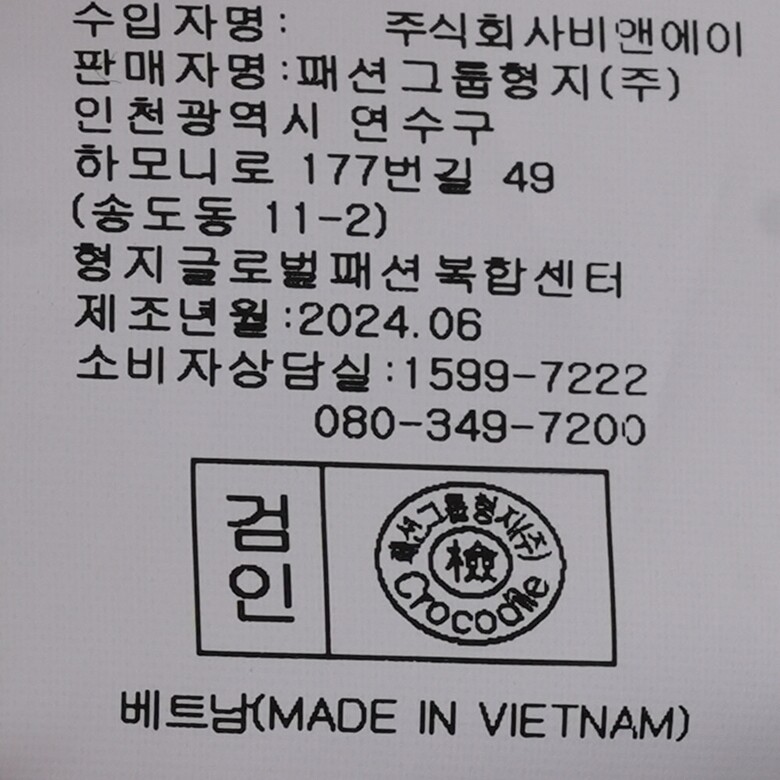 수입자명: 주식회사비앤에이
판매자명:패션그룹형지(주)
인천광역시 연수구
하모니로 177번길 49
(송도동 11-2)
형지글로벌패션복합센터
제조년월:2024.06
소비자상담실:1599-7222
080-349-7200
검인
패션그룹형지(주)
檢
Crocodile
베트남(MADE IN VIETNAM)